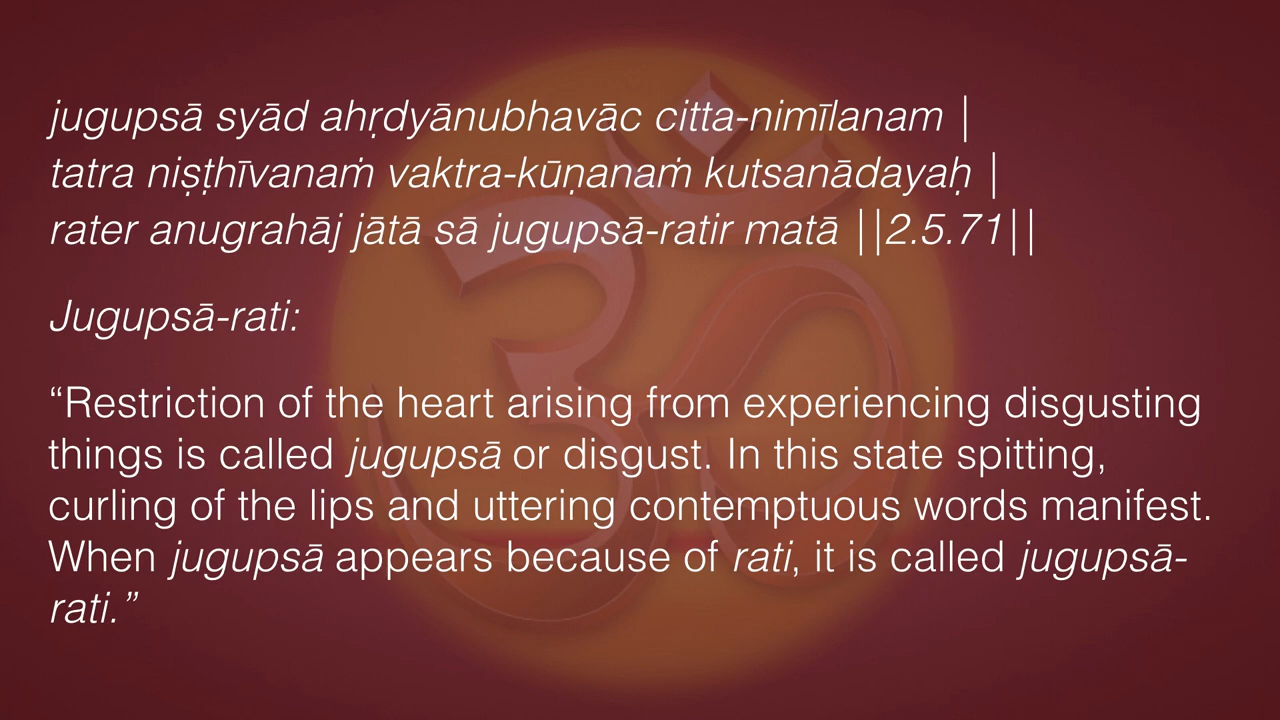 jugupsā syād ahṛdyānubhavāc citta-nimīlanam |
tatra niṣṭhīvanaṁ vaktra-kūṇanaṁ kutsanādayaḥ |
rater anugrahāj jātā sā jugupsā-ratir matā ||2.5.71||
Jugupsā-rati:
“Restriction of the heart arising from experiencing disgusting
things is called jugupsā or disgust. In this state spitting,
curling of the lips and uttering contemptuous words manifest.
When jugupsā appears because of rati, it is called jugupsā-
rati.”